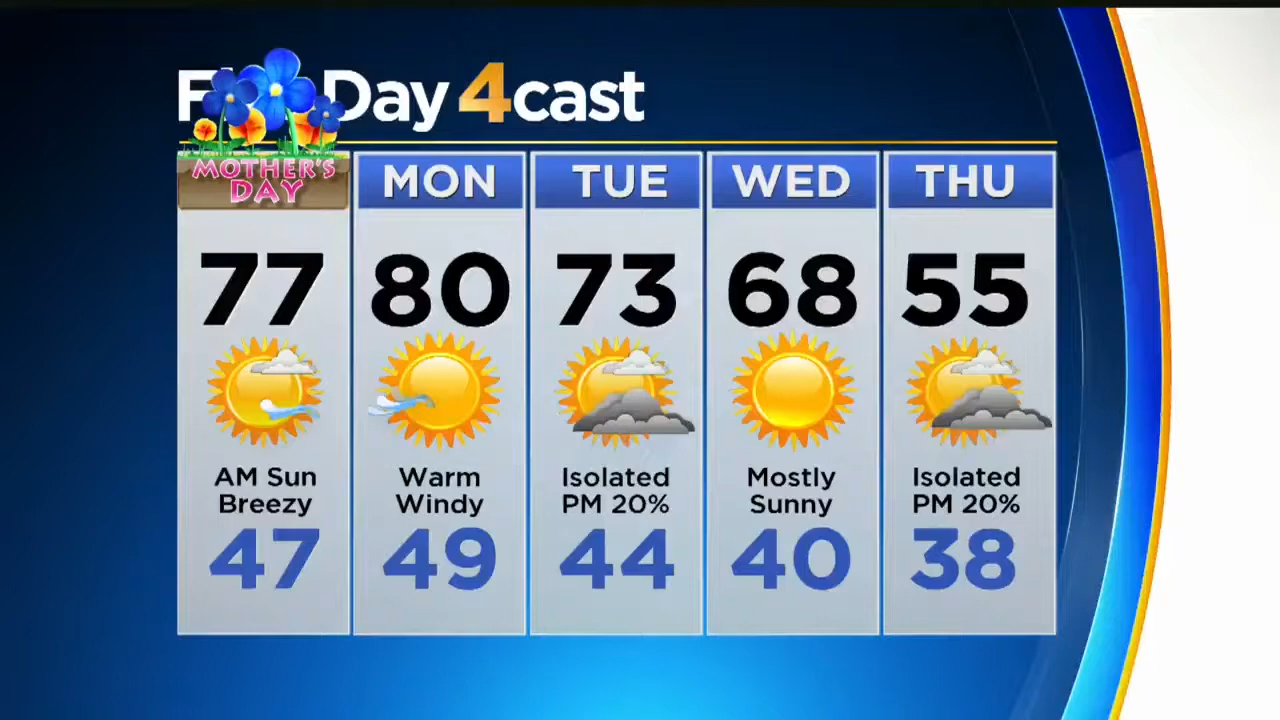 Day 4cast
MOTHER'S
DAY
MON
TUE
WED
THU
77
80
73
68
55
AM Sun
Breezy
Warm
Windy
Isolated
PM 20%
Mostly
Sunny
Isolated
PM 20%
47
49
44
40
38